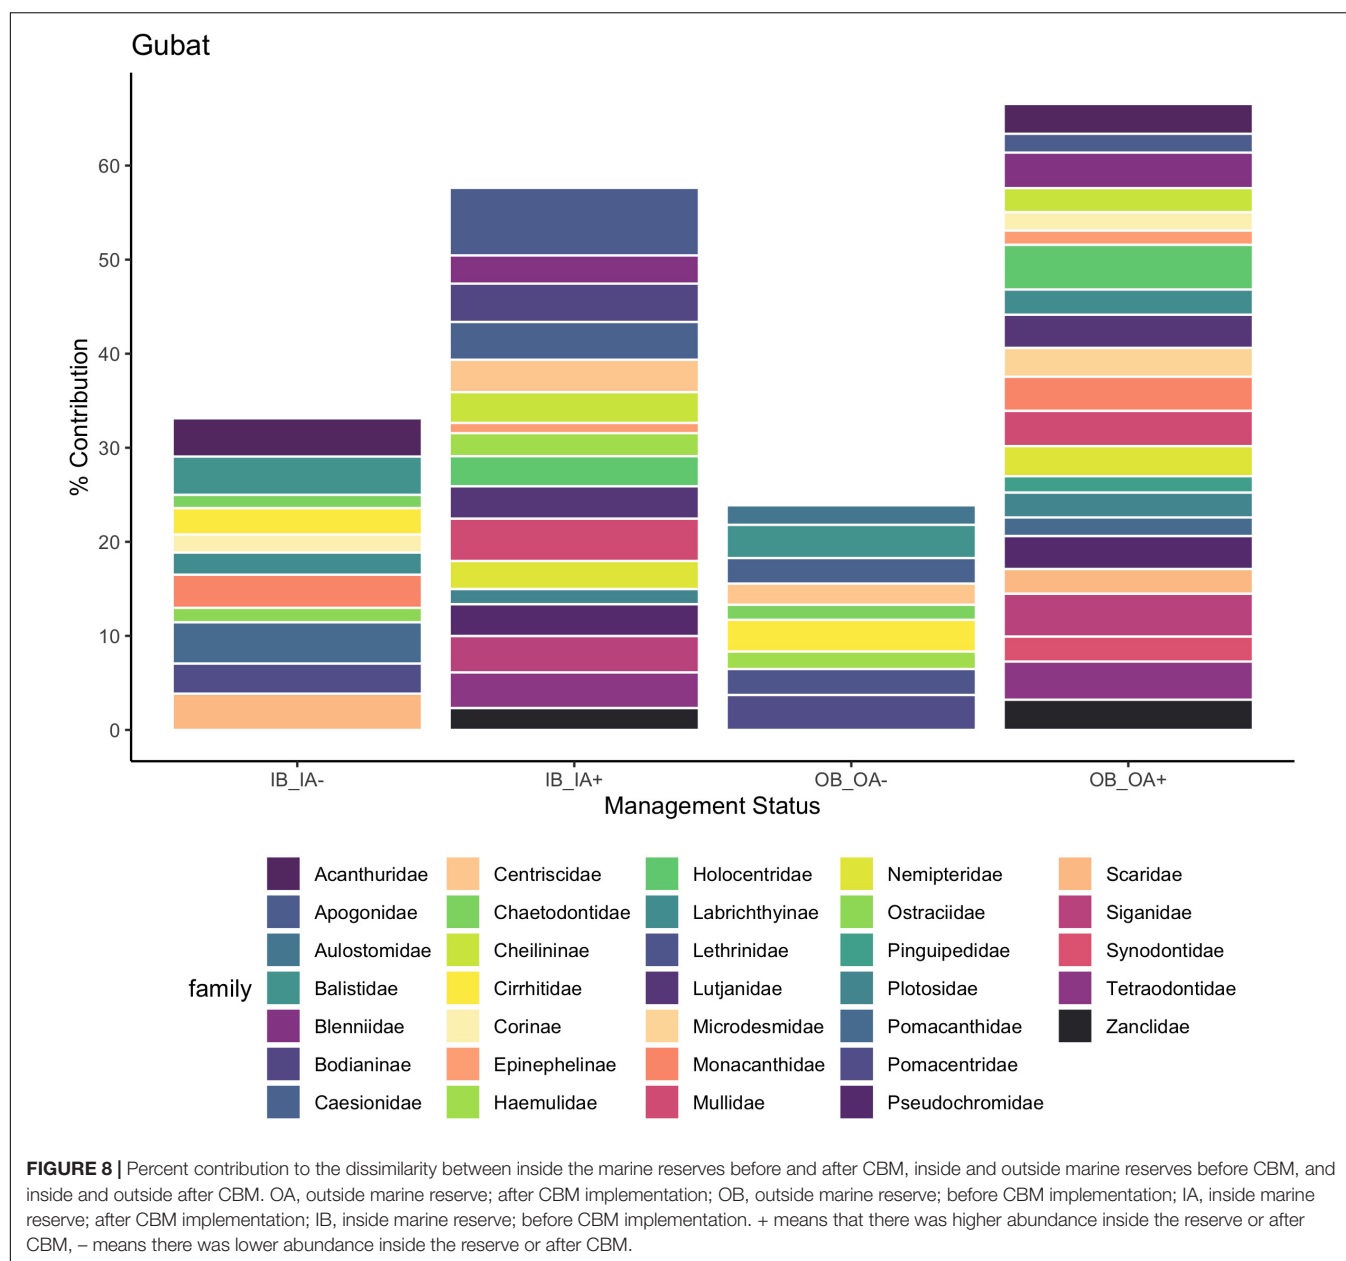 Gubat
% Contribution
60
50
40
30
20
10
0
IB_IA-
IB_IA+
OB_OA-
OB_OA+
Management Status
family
Acanthuridae
Apogonidae
Aulostomidae
Balistidae
Blenniidae
Bodianinae
Caesionidae
Centriscidae
Chaetodontidae
Cheilininae
Cirrhitidae
Corinae
Epinephelinae
Haemulidae
Holocentridae
Labrichthyinae
Lethrinidae
Lutjanidae
Microdesmidae
Monacanthidae
Mullidae
Nemipteridae
Ostraciidae
Pinguipedidae
Plotosidae
Pomacanthidae
Pomacentridae
Pseudochromidae
Scaridae
Siganidae
Synodontidae
Tetraodontidae
Zanclidae
FIGURE 8 | Percent contribution to the dissimilarity between inside the marine reserves before and after CBM, inside and outside marine reserves before CBM, and
inside and outside after CBM. OA, outside marine reserve; after CBM implementation; OB, outside marine reserve; before CBM implementation; IA, inside marine
reserve; after CBM implementation; IB, inside marine reserve; before CBM implementation. + means that there was higher abundance inside the reserve or after
CBM, – means there was lower abundance inside the reserve or after CBM.